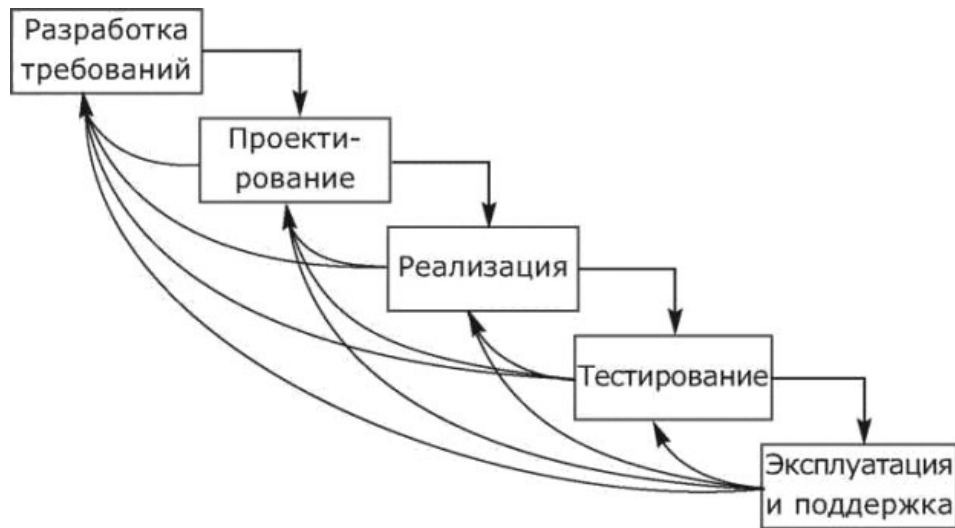 Разработка
требований
Проекти-
рование
Реализация
Тестирование
Эксплуатация
и поддержка